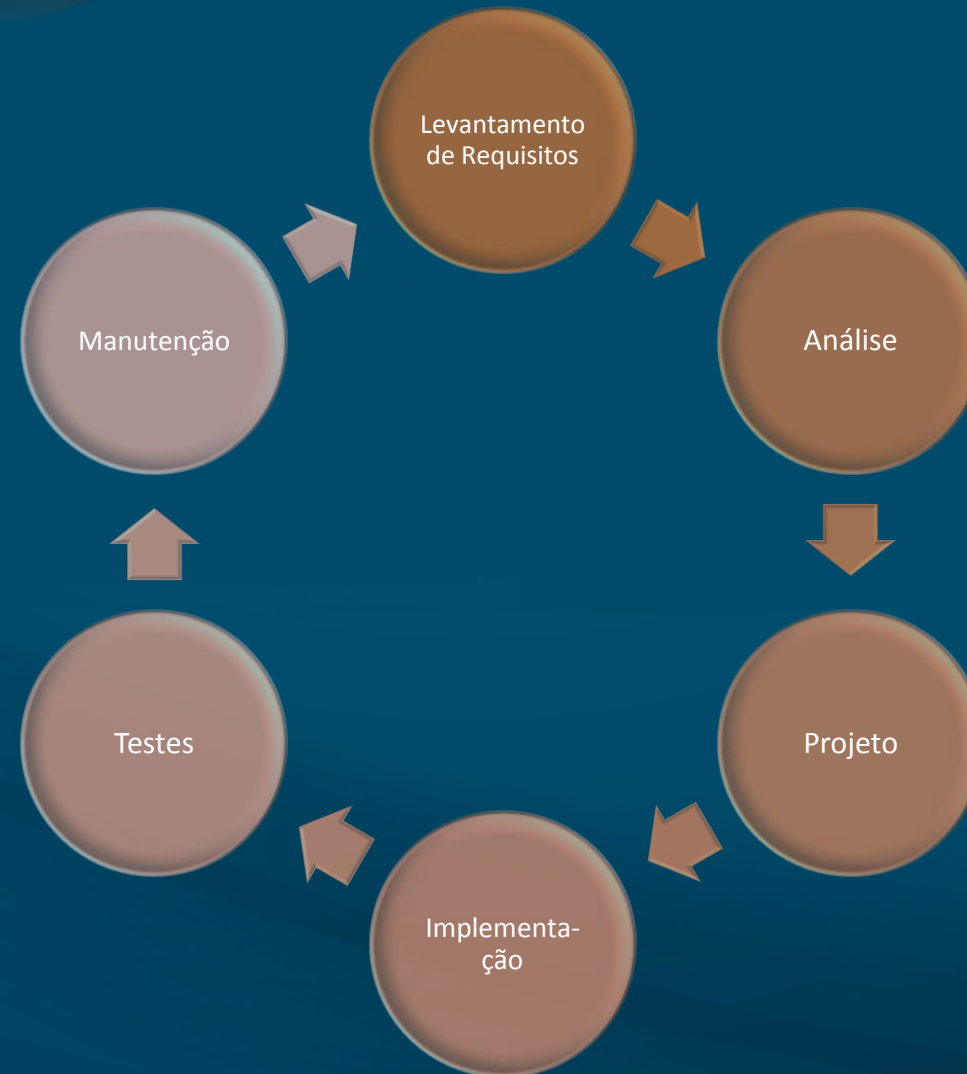 Levantamento
de Requisitos
Análise
Projeto
Implementa-
ção
Testes
Manutenção